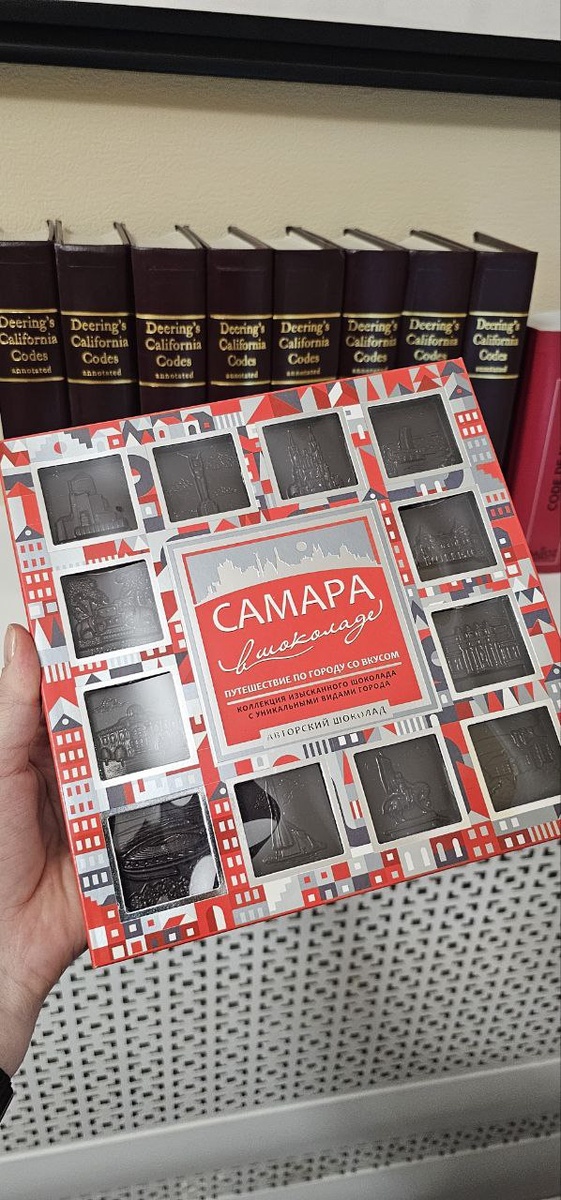 Deering's
California
Codes
annotated
Deering's
California
Codes
annotated
Deering's
California
Codes
annotated
Deering's
California
Codes
annotated
Deering's
California
Codes
annotated
Deering's
California
Codes
annotated
Deering's
California
Codes
annotated
Deering's
California
Codes
annotated
CODE DE
САМАРА
в шоколаде
ПУТЕШЕСТВИЕ ПО ГОРОДУ СО ВКУСОМ
КОЛЛЕКЦИЯ ИЗЫСКАННОГО ШОКОЛАДА
С УНИКАЛЬНЫМИ ВИДАМИ ГОРОДА
АВТОРСКИЙ ШОКОЛАД